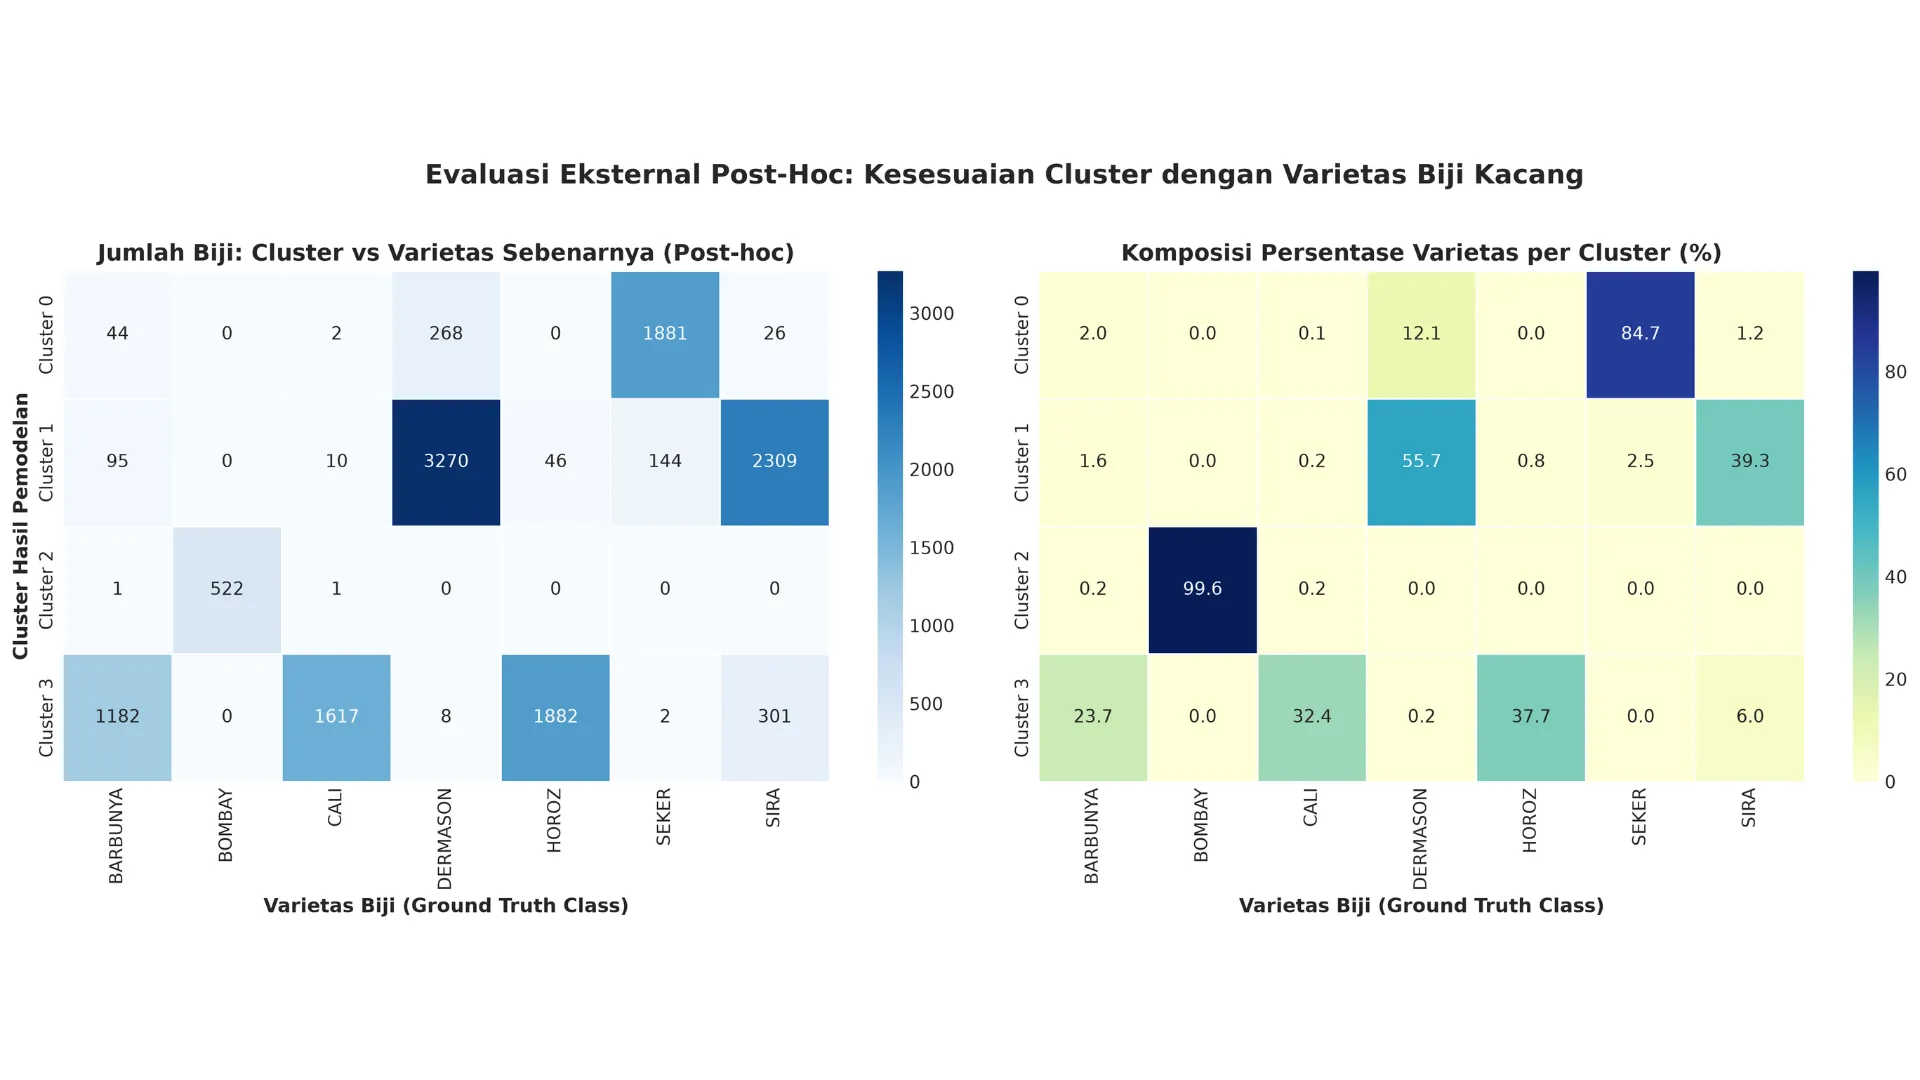 Evaluasi Eksternal Post-Hoc: Kesesuaian Cluster dengan Varietas Biji Kacang
Jumlah Biji: Cluster vs Varietas Sebenarnya (Post-hoc)
Cluster Hasil Pemodelan
Cluster 0
44 0 2 268 0 1881 26
Cluster 1
95 0 10 3270 46 144 2309
Cluster 2
1 522 1 0 0 0 0
Cluster 3
1182 0 1617 8 1882 2 301
BARBUNYA
BOMBAY
CALI
DERMASON
HOROZ
SEKER
SIRA
Varietas Biji (Ground Truth Class)
3000
2500
2000
1500
1000
500
0
Komposisi Persentase Varietas per Cluster (%)
Cluster 0
2.0 0.0 0.1 12.1 0.0 84.7 1.2
Cluster 1
1.6 0.0 0.2 55.7 0.8 2.5 39.3
Cluster 2
0.2 99.6 0.2 0.0 0.0 0.0 0.0
Cluster 3
23.7 0.0 32.4 0.2 37.7 0.0 6.0
BARBUNYA
BOMBAY
CALI
DERMASON
HOROZ
SEKER
SIRA
Varietas Biji (Ground Truth Class)
80
60
40
20
0